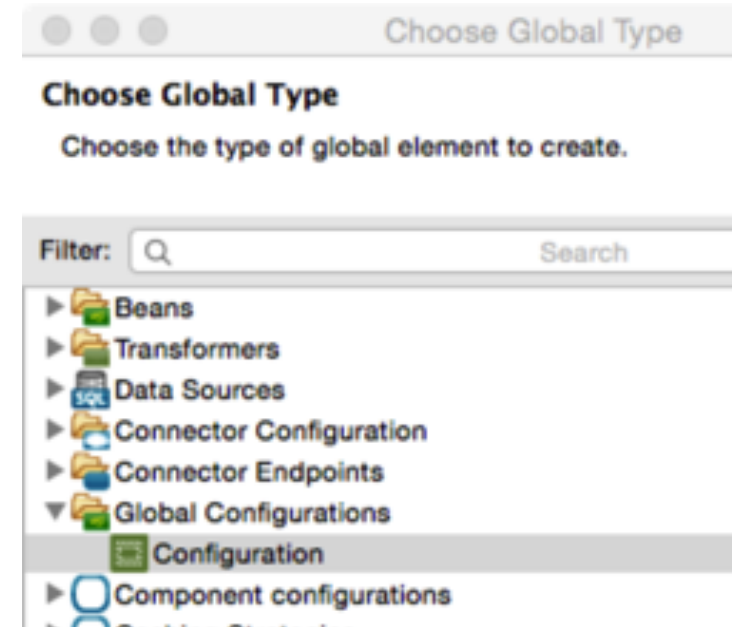 Choose Global Type
Choose Global Type
Choose the type of global element to create.
Filter: Search
Beans
Transformers
SQL Data Sources
Connector Configuration
Connector Endpoints
Global Configurations
Configuration
Component configurations